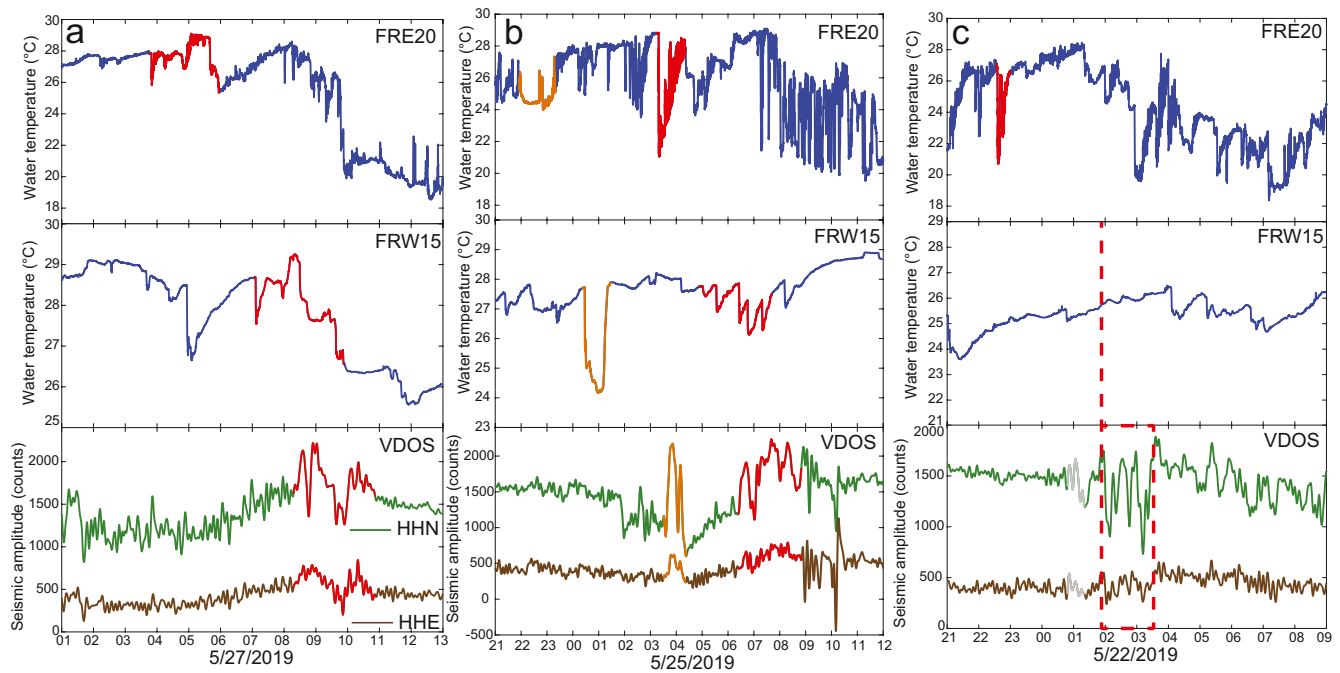 a
FRE20
Water temperature (°C)
30
28
26
24
22
20
18
FRW15
Water temperature (°C)
30
29
28
27
26
25
VDOS
Seismic amplitude (counts)
2000
1500
1000
500
0
HHN
HHE
01 02 03 04 05 06 07 08 09 10 11 12 13
5/27/2019
b
FRE20
Water temperature (°C)
30
28
26
24
22
20
18
FRW15
Water temperature (°C)
30
29
28
27
26
25
24
23
VDOS
Seismic amplitude (counts)
2000
1500
1000
500
0
-500
21 22 23 00 01 02 03 04 05 06 07 08 09 10 11 12
5/25/2019
c
FRE20
Water temperature (°C)
30
28
26
24
22
20
18
FRW15
Water temperature (°C)
29
28
27
26
25
24
23
22
21
VDOS
Seismic amplitude (counts)
2000
1500
1000
500
0
21 22 23 00 01 02 03 04 05 06 07 08 09
5/22/2019